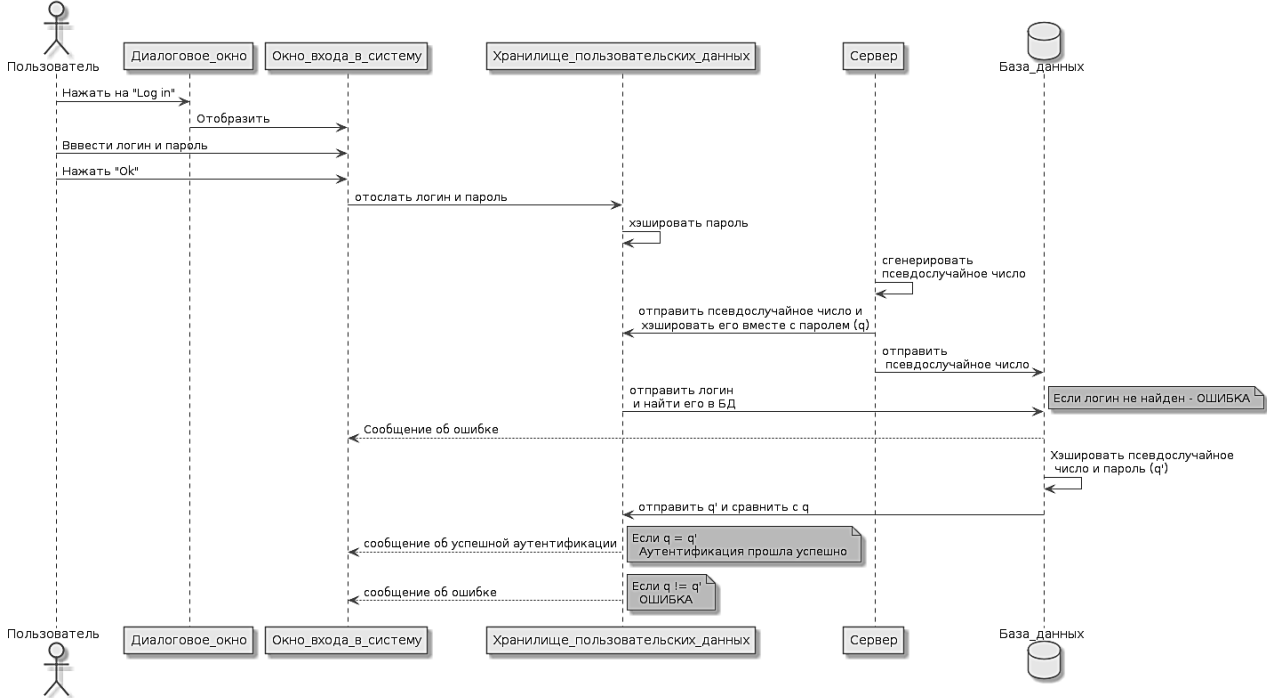 Пользователь
Диалоговое_окно
Окно_входа_в_систему
Хранилище_пользовательских_данных
Сервер
База_данных
Нажать на "Log in"
Отобразить
Вввести логин и пароль
Нажать "Ok"
отослать логин и пароль
хэшировать пароль
сгенерировать
псевдослучайное число
отправить псевдослучайное число и
хэшировать его вместе с паролем (q)
отправить
псевдослучайное число
отправить логин
и найти его в БД
Если логин не найден - ОШИБКА
Сообщение об ошибке
Хэшировать псевдослучайное
число и пароль (q')
отправить q' и сравнить с q
сообщение об успешной аутентификации
Если q = q'
Аутентификация прошла успешно
сообщение об ошибке
Если q != q'
ОШИБКА
Пользователь
Диалоговое_окно
Окно_входа_в_систему
Хранилище_пользовательских_данных
Сервер
База_данных